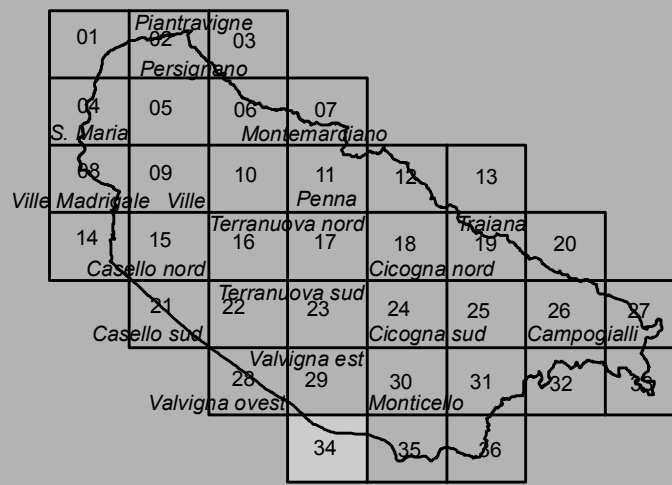 Piantravigne
01 02 03
Persignano
04 05 06 07
S. Maria Montemarciano
08 09 10 11 12 13
Ville Madrigale Ville Penna
Terranuova nord Traiana
14 15 16 17 18 19 20
Casello nord Cicogna nord
Terranuova sud
21 22 23 24 25 26 27
Casello sud Cicogna sud Campogialli
Valvigna est
28 29 30 31 32 33
Valvigna ovest Monticello
34 35 36